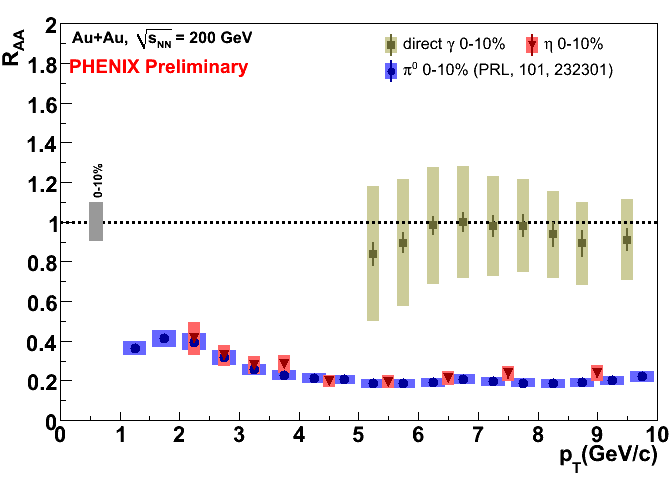 Au+Au, √sNN = 200 GeV
PHENIX Preliminary
direct γ 0-10%
η 0-10%
π0 0-10% (PRL, 101, 232301)
RAA
2
1.8
1.6
1.4
1.2
1
0.8
0.6
0.4
0.2
0
0-10%
0 1 2 3 4 5 6 7 8 9 10
pT(GeV/c)